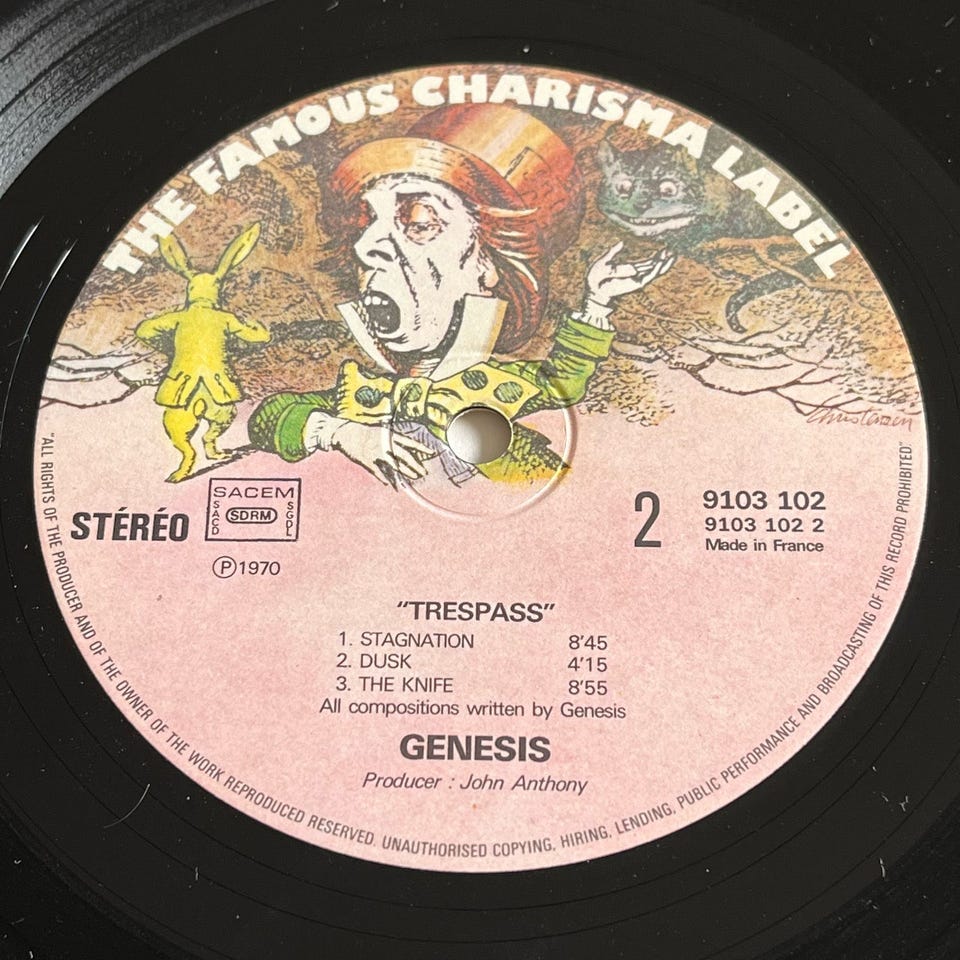 THE FAMOUS CHARISMA LABEL
Christensen
STÉRÉO
SACEM
SACD
SDRM
SGDL
Ⓟ1970
2
9103 102
9103 102 2
Made in France
"TRESPASS"
1. STAGNATION 8'45
2. DUSK 4'15
3. THE KNIFE 8'55
All compositions written by Genesis
GENESIS
Producer : John Anthony
"ALL RIGHTS OF THE PRODUCER AND OF THE OWNER OF THE WORK REPRODUCED RESERVED. UNAUTHORISED COPYING, HIRING, LENDING, PUBLIC PERFORMANCE AND BROADCASTING OF THIS RECORD PROHIBITED"